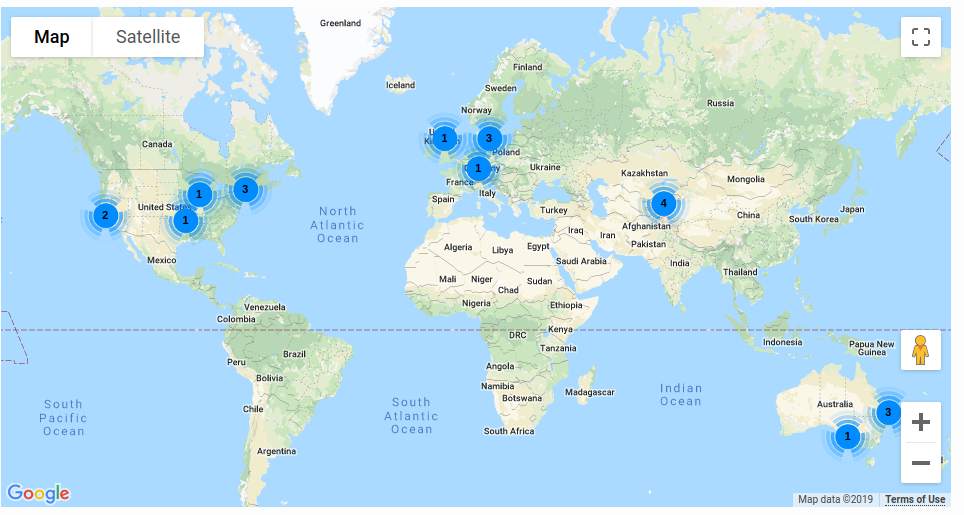 Map
Satellite
Greenland
Iceland
Finland
Sweden
Norway
Russia
Canada
1
3
Poland
1
Ukraine
France
Kazakhstan
Mongolia
Italy
Spain
United States
1
3
2
1
4
Turkey
China
South Korea
Japan
Afghanistan
Iraq
Iran
Pakistan
North
Atlantic
Ocean
Mexico
Algeria
Libya
Egypt
Saudi Arabia
India
Thailand
Mali
Niger
Chad
Sudan
Nigeria
Ethiopia
Venezuela
Colombia
DRC
Kenya
Tanzania
Indonesia
Papua New
Guinea
Peru
Brazil
Bolivia
Angola
Namibia
Botswana
Madagascar
Indian
Ocean
South
Pacific
Ocean
South
Atlantic
Ocean
Chile
South Africa
Australia
3
1
Argentina
Google
Map data ©2019
Terms of Use